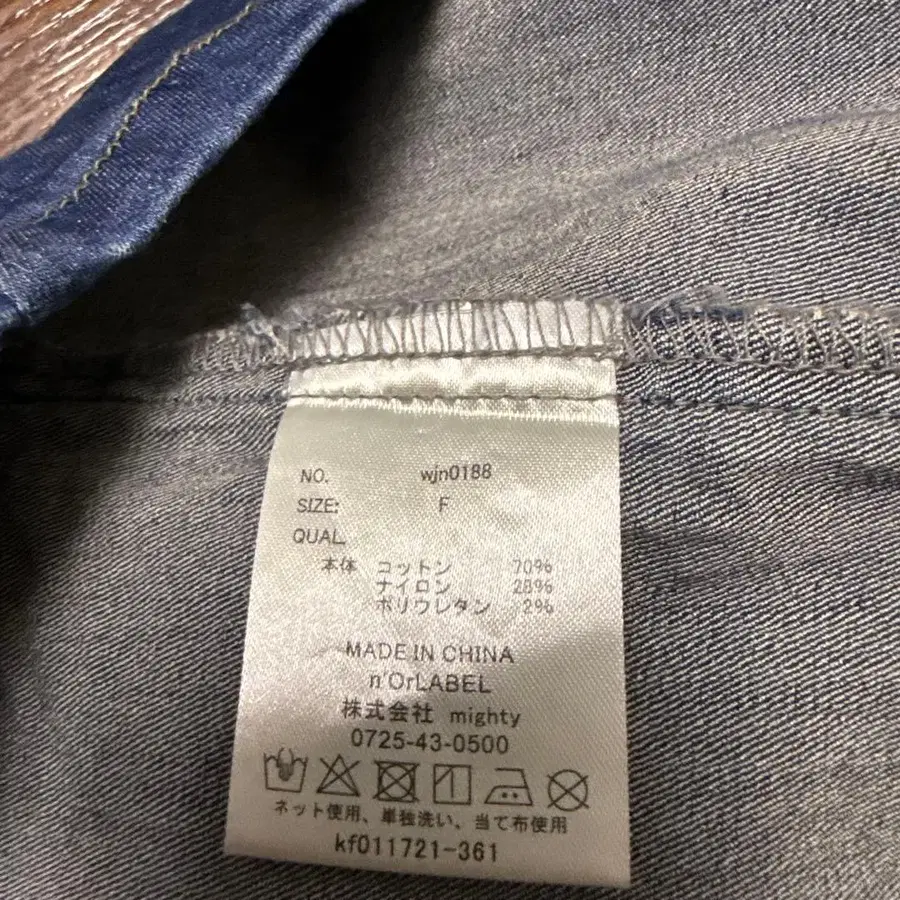 NO. wjn0188
SIZE: F
QUAL.
本体 コットン 70%
ナイロン 28%
ポリウレタン 2%
MADE IN CHINA
n'OrLABEL
株式会社 mighty
0725-43-0500
ネット使用、単独洗い、当て布使用
kf011721-361